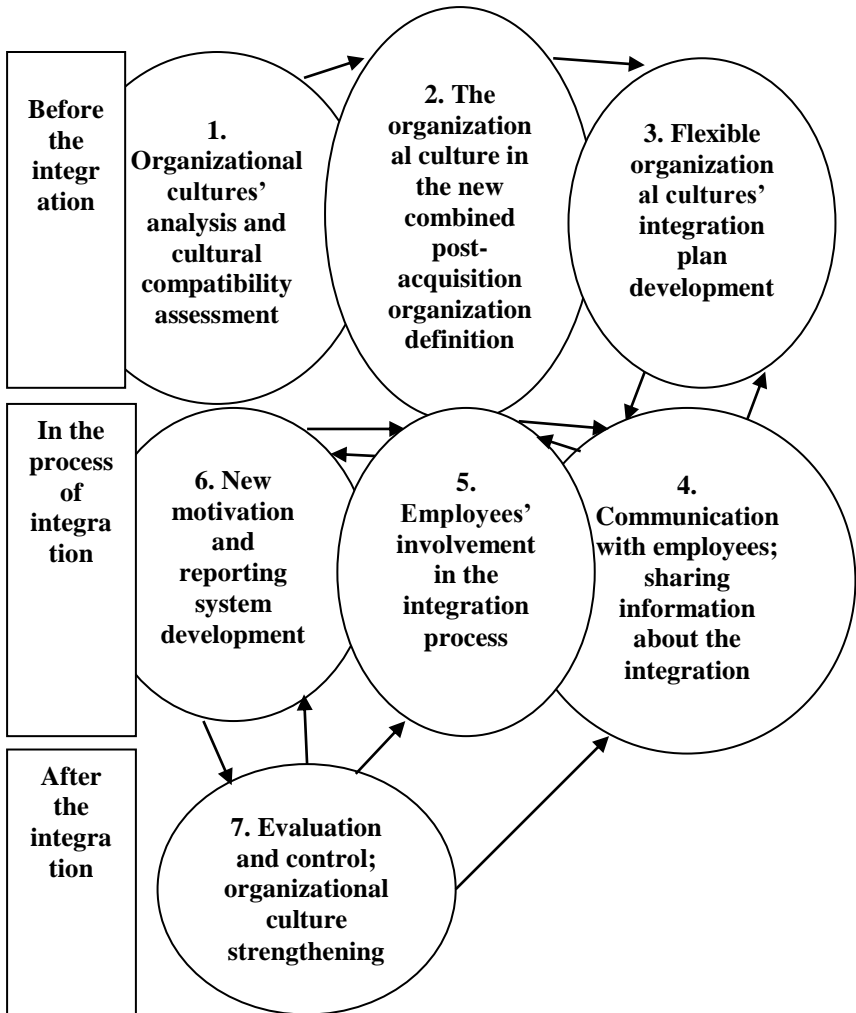 Before
the
integr
ation
1.
Organizational
cultures’
analysis and
cultural
compatibility
assessment
2. The
organization
al culture in
the new
combined
post-
acquisition
organization
definition
3. Flexible
organization
al cultures’
integration
plan
development
In the
process
of
integra
tion
6. New
motivation
and
reporting
system
development
5.
Employees’
involvement
in the
integration
process
4.
Communication
with employees;
sharing
information
about the
integration
After
the
integra
tion
7. Evaluation
and control;
organizational
culture
strengthening